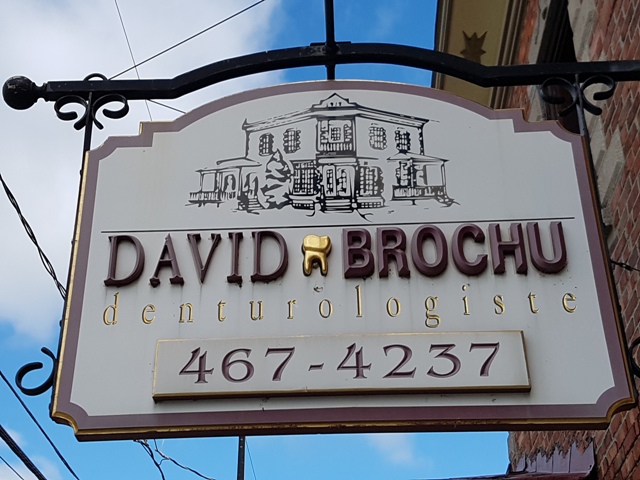 DAVID BROCHU
denturologiste
467-4237